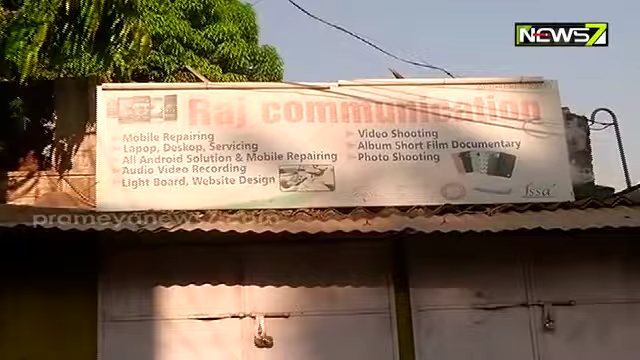 NEWS7
Raj communication
Mobile Repairing
Lapop, Deskop, Servicing
All Android Solution & Mobile Repairing
Audio Video Recording
Light Board, Website Design
Video Shooting
Album Short Film Documentary
Photo Shooting
Issa
prameyanews7.com